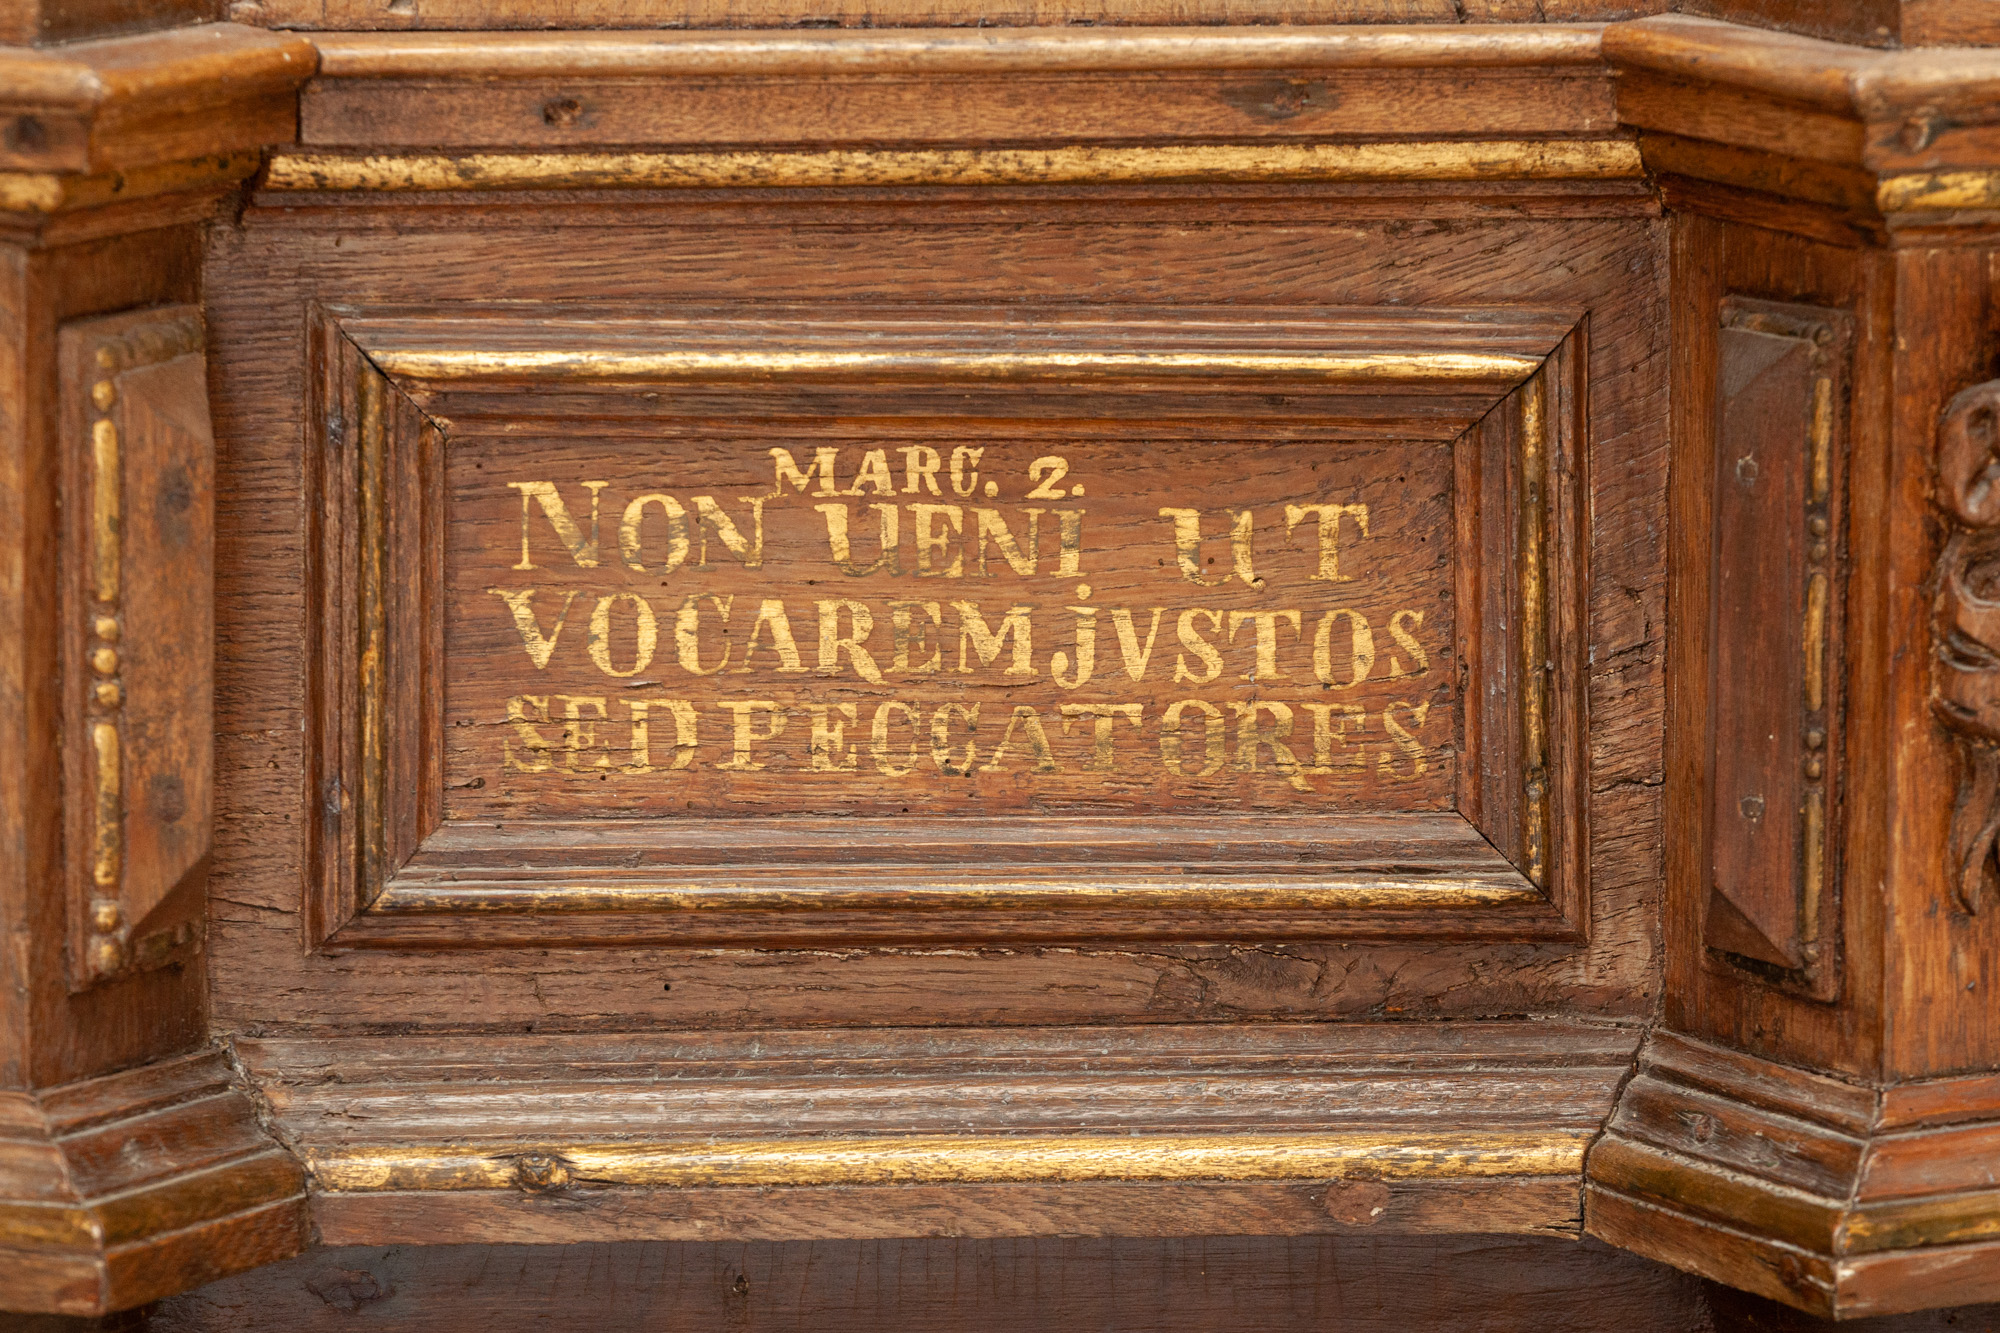 MARC. 2.
NON UENI UT
VOCAREM jVSTOS
SED PECCATORES